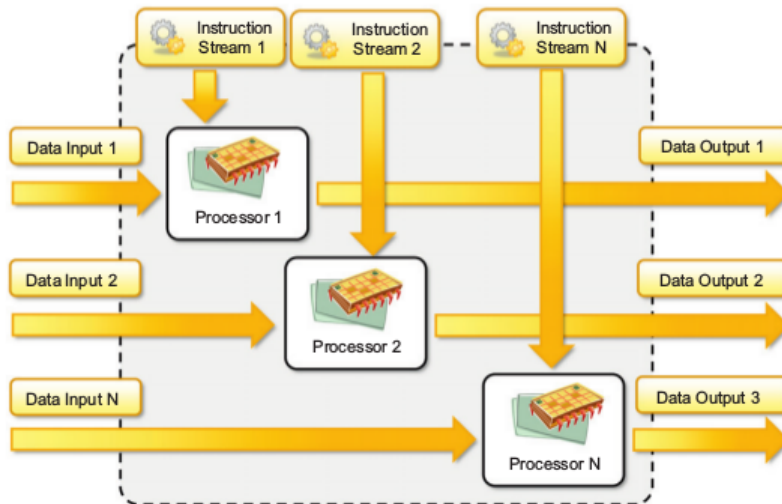 Instruction
Stream 1
Instruction
Stream 2
Instruction
Stream N
Data Input 1
Data Output 1
Processor 1
Data Input 2
Data Output 2
Processor 2
Data Input N
Data Output 3
Processor N